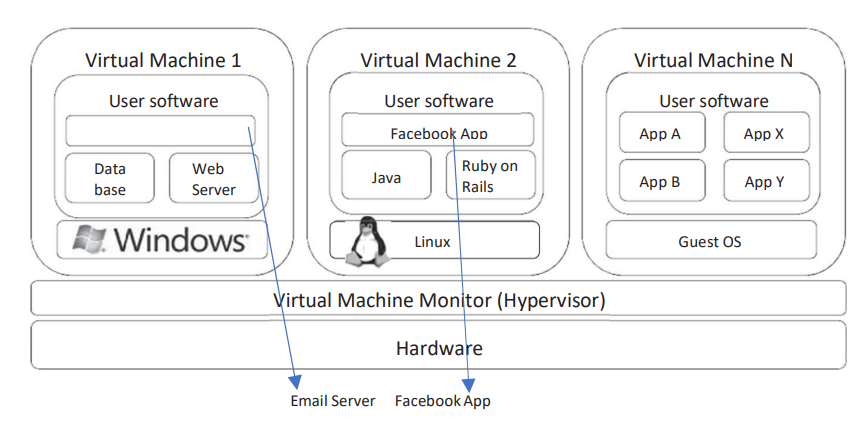 Virtual Machine 1
User software
Data
base
Web
Server
Windows
Virtual Machine 2
User software
Facebook App
Java
Ruby on
Rails
Linux
Virtual Machine N
User software
App A
App X
App B
App Y
Guest OS
Virtual Machine Monitor (Hypervisor)
Hardware
Email Server
Facebook App